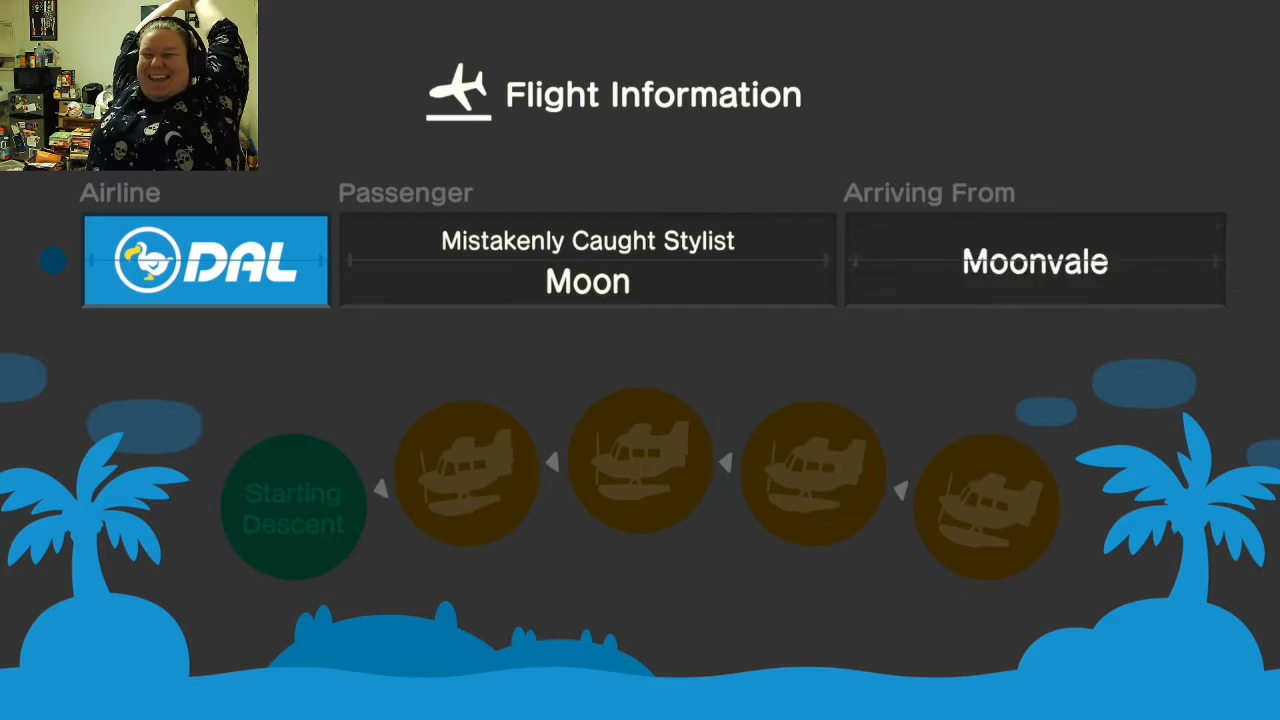 Flight Information
Airline
Passenger
Arriving From
DAL
Mistakenly Caught Stylist
Moon
Moonvale
Starting
Descent